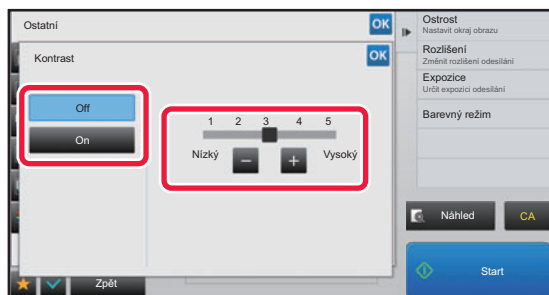 Ostatní
OK
Kontrast
OK
Off
On
1 2 3 4 5
Nízký
−
+
Vysoký
Zpět
Ostrost
Nastavit okraj obrazu
Rozlišení
Změnit rozlišení odesílání
Expozice
Určit expozici odesílání
Barevný režim
Náhled
CA
Start